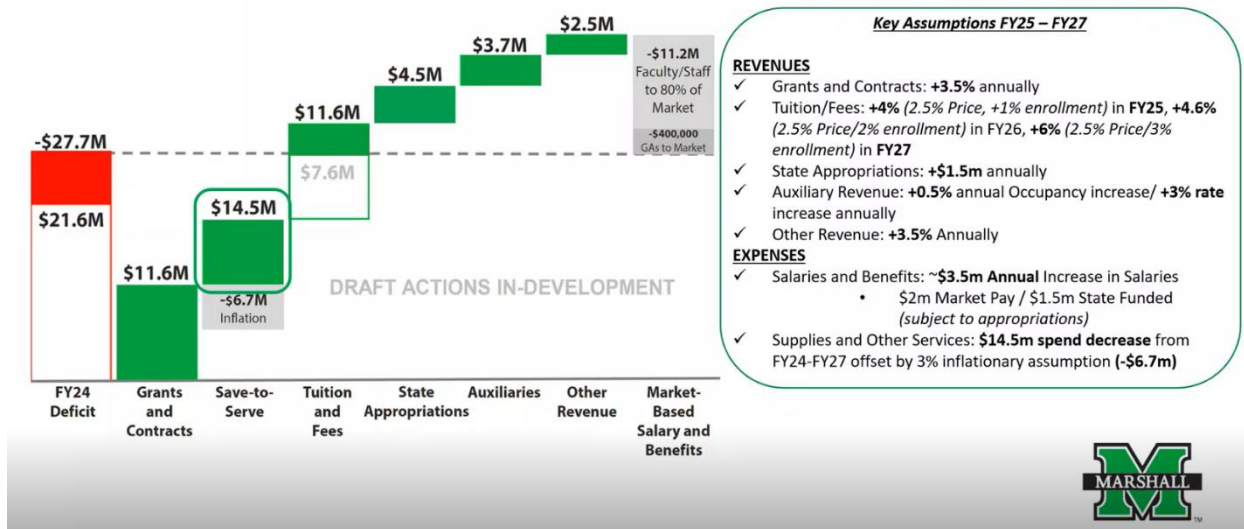 -$27.7M
$21.6M
$11.6M
$14.5M
-$6.7M
Inflation
$11.6M
$7.6M
$4.5M
$3.7M
$2.5M
-$11.2M
Faculty/Staff
to 80% of
Market
-$400,000
GAs to Market
DRAFT ACTIONS IN-DEVELOPMENT
FY24
Deficit
Grants
and
Contracts
Save-to-
Serve
Tuition
and
Fees
State
Appropriations
Auxiliaries
Other
Revenue
Market-
Based
Salary and
Benefits
Key Assumptions FY25 – FY27
REVENUES
✓ Grants and Contracts: +3.5% annually
✓ Tuition/Fees: +4% (2.5% Price, +1% enrollment) in FY25, +4.6%
(2.5% Price/2% enrollment) in FY26, +6% (2.5% Price/3%
enrollment) in FY27
✓ State Appropriations: +$1.5m annually
✓ Auxiliary Revenue: +0.5% annual Occupancy increase/ +3% rate
increase annually
✓ Other Revenue: +3.5% Annually
EXPENSES
✓ Salaries and Benefits: ~$3.5m Annual Increase in Salaries
• $2m Market Pay / $1.5m State Funded
(subject to appropriations)
✓ Supplies and Other Services: $14.5m spend decrease from
FY24-FY27 offset by 3% inflationary assumption (-$6.7m)
M
MARSHALL
TM